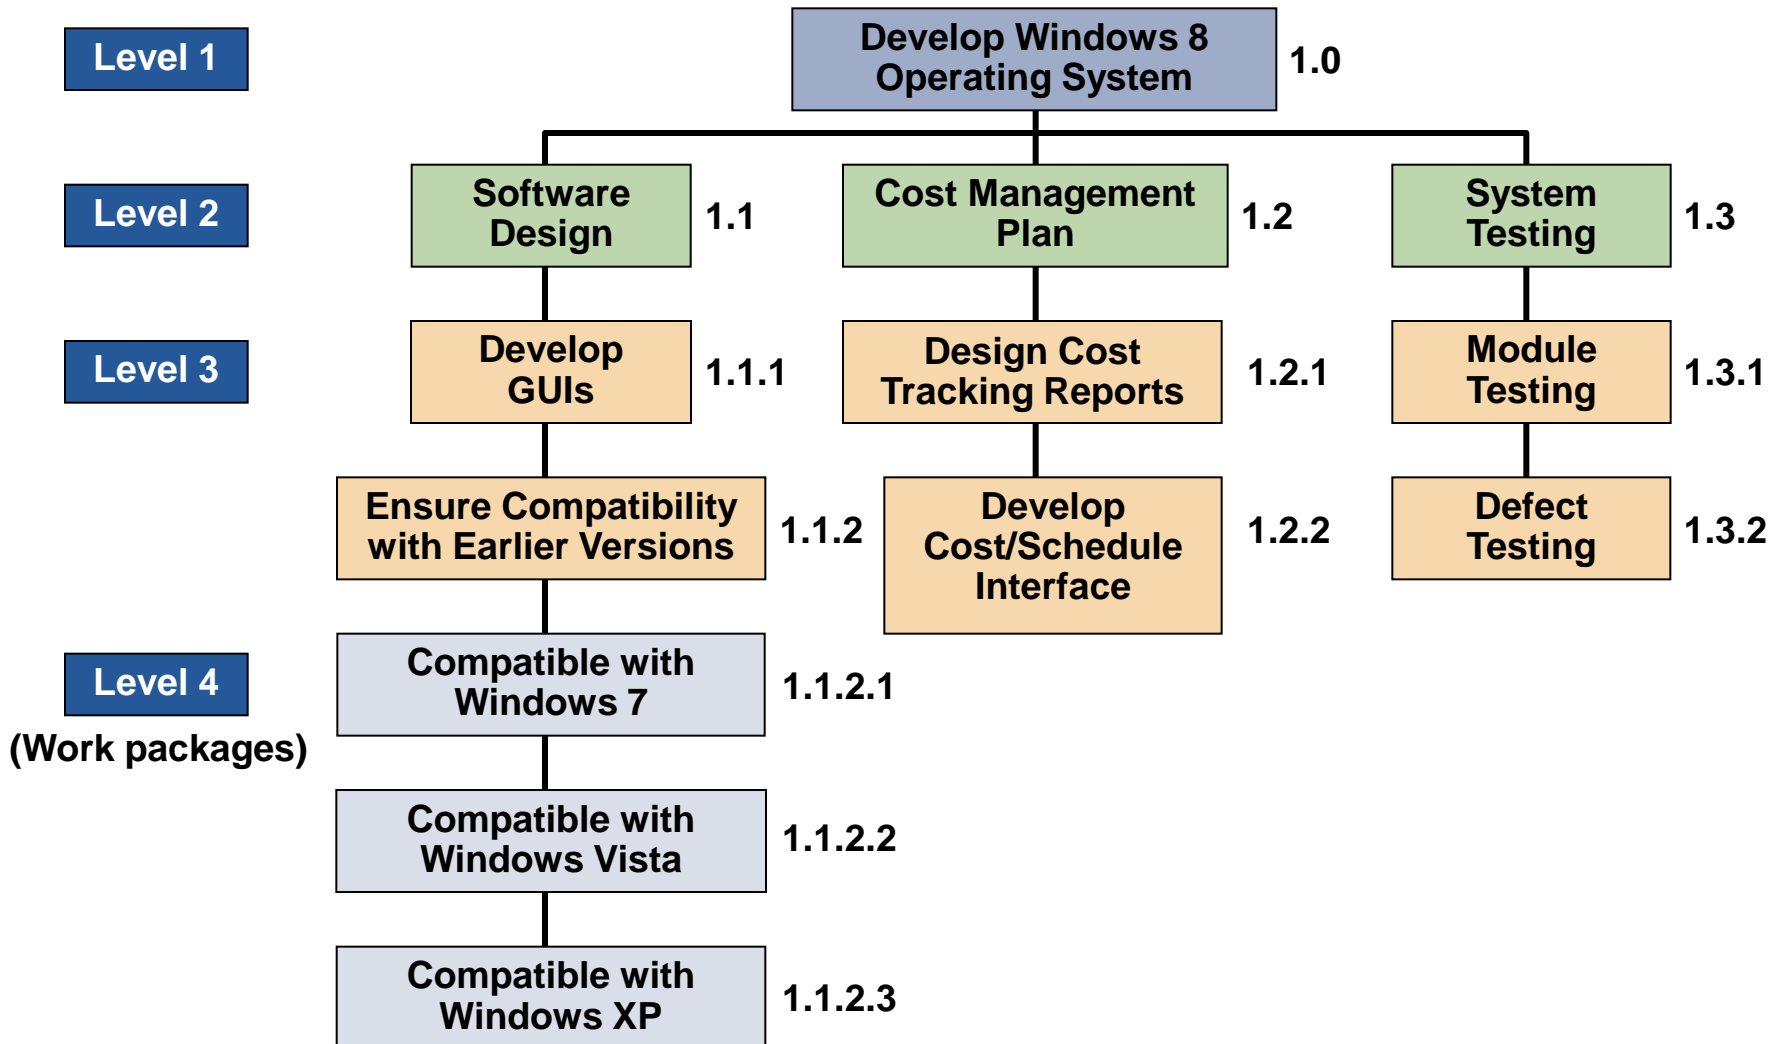 Level 1
Develop Windows 8
Operating System
1.0
Level 2
Software
Design
1.1
Cost Management
Plan
1.2
System
Testing
1.3
Level 3
Develop
GUIs
1.1.1
Design Cost
Tracking Reports
1.2.1
Module
Testing
1.3.1
Ensure Compatibility
with Earlier Versions
1.1.2
Develop
Cost/Schedule
Interface
1.2.2
Defect
Testing
1.3.2
Level 4
(Work packages)
Compatible with
Windows 7
1.1.2.1
Compatible with
Windows Vista
1.1.2.2
Compatible with
Windows XP
1.1.2.3